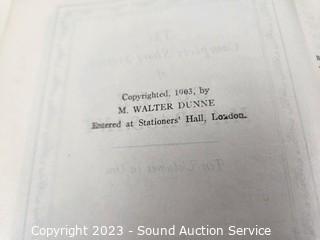 Copyrighted, 1903, by
M. WALTER DUNNE
Entered at Stationers' Hall, London.
Copyright 2023 - Sound Auction Service